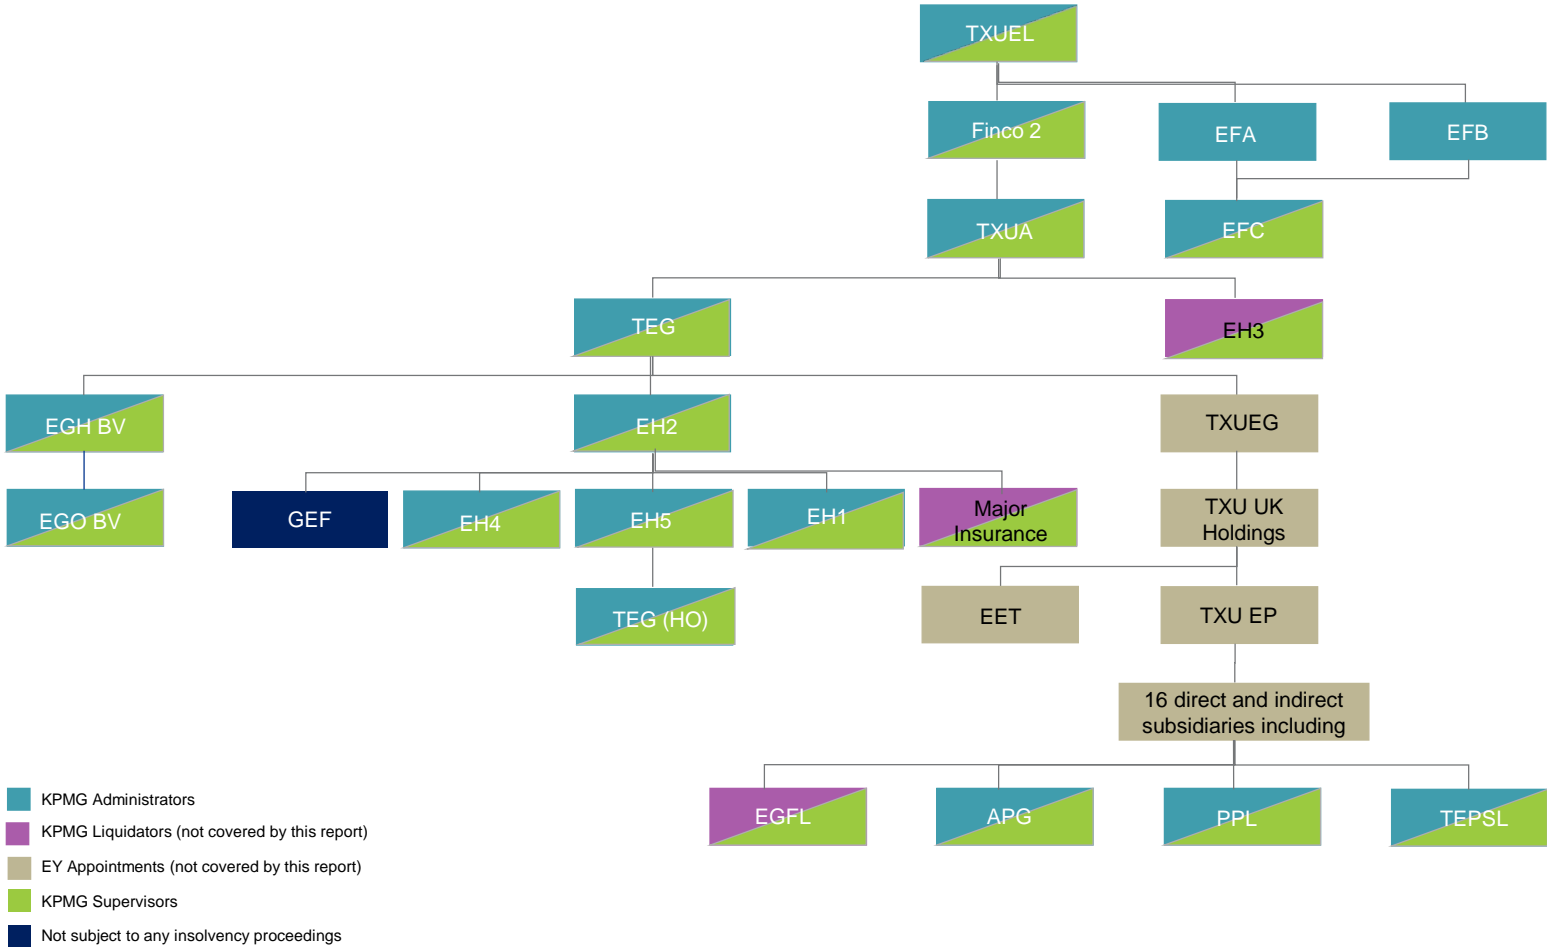 TXUEL
Finco 2
EFA
EFB
TXUA
EFC
TEG
EH3
EGH BV
EH2
TXUEG
EGO BV
GEF
EH4
EH5
EH1
Major
Insurance
TXU UK
Holdings
TEG (HO)
EET
TXU EP
16 direct and indirect
subsidiaries including
EGFL
APG
PPL
TEPSL
KPMG Administrators
KPMG Liquidators (not covered by this report)
EY Appointments (not covered by this report)
KPMG Supervisors
Not subject to any insolvency proceedings